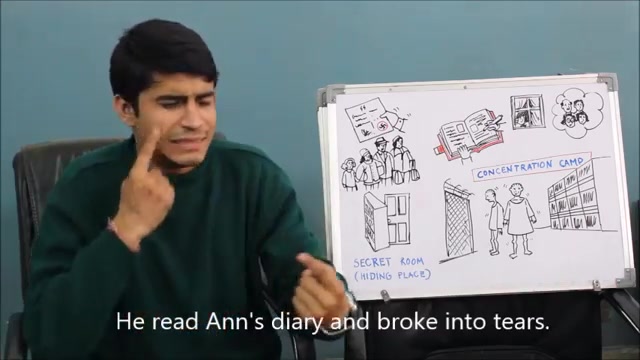 CONCENTRATION CAMP
SECRET ROOM
(HIDING PLACE)
He read Ann's diary and broke into tears.